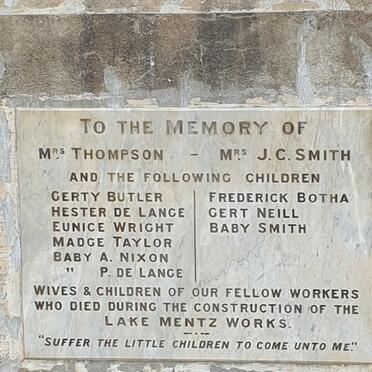 TO THE MEMORY OF
MRS THOMPSON – MRS J.C. SMITH
AND THE FOLLOWING CHILDREN
GERTY BUTLER
HESTER DE LANGE
EUNICE WRIGHT
MADGE TAYLOR
BABY A. NIXON
" P. DE LANGE
FREDERICK BOTHA
GERT NEILL
BABY SMITH
WIVES & CHILDREN OF OUR FELLOW WORKERS
WHO DIED DURING THE CONSTRUCTION OF THE
LAKE MENTZ WORKS.
"SUFFER THE LITTLE CHILDREN TO COME UNTO ME."